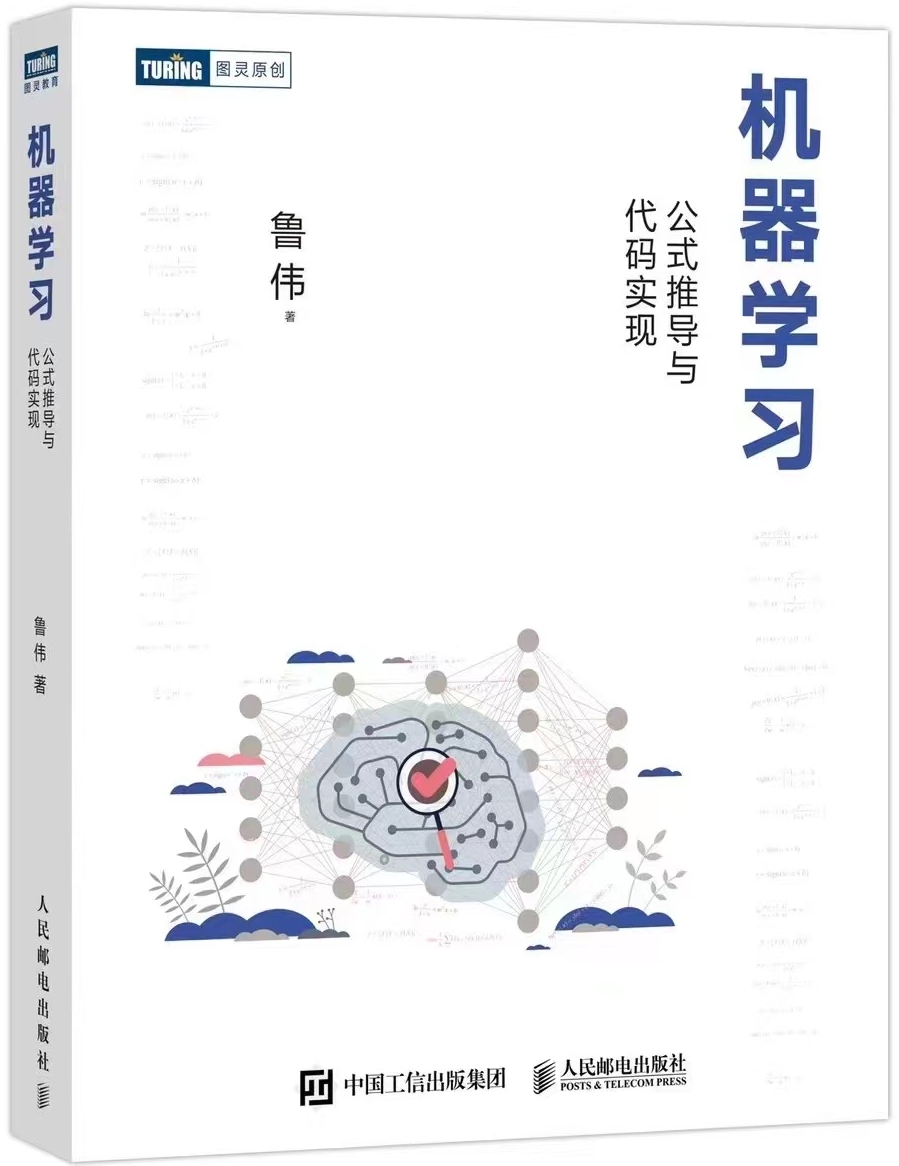 TURING
图灵教育
机器学习
公式推导与
代码实现
鲁伟 著
人民邮电出版社
TURING 图灵原创
机器学习
公式推导与
代码实现
鲁伟
著
中国工信出版集团
人民邮电出版社
POSTS & TELECOM PRESS